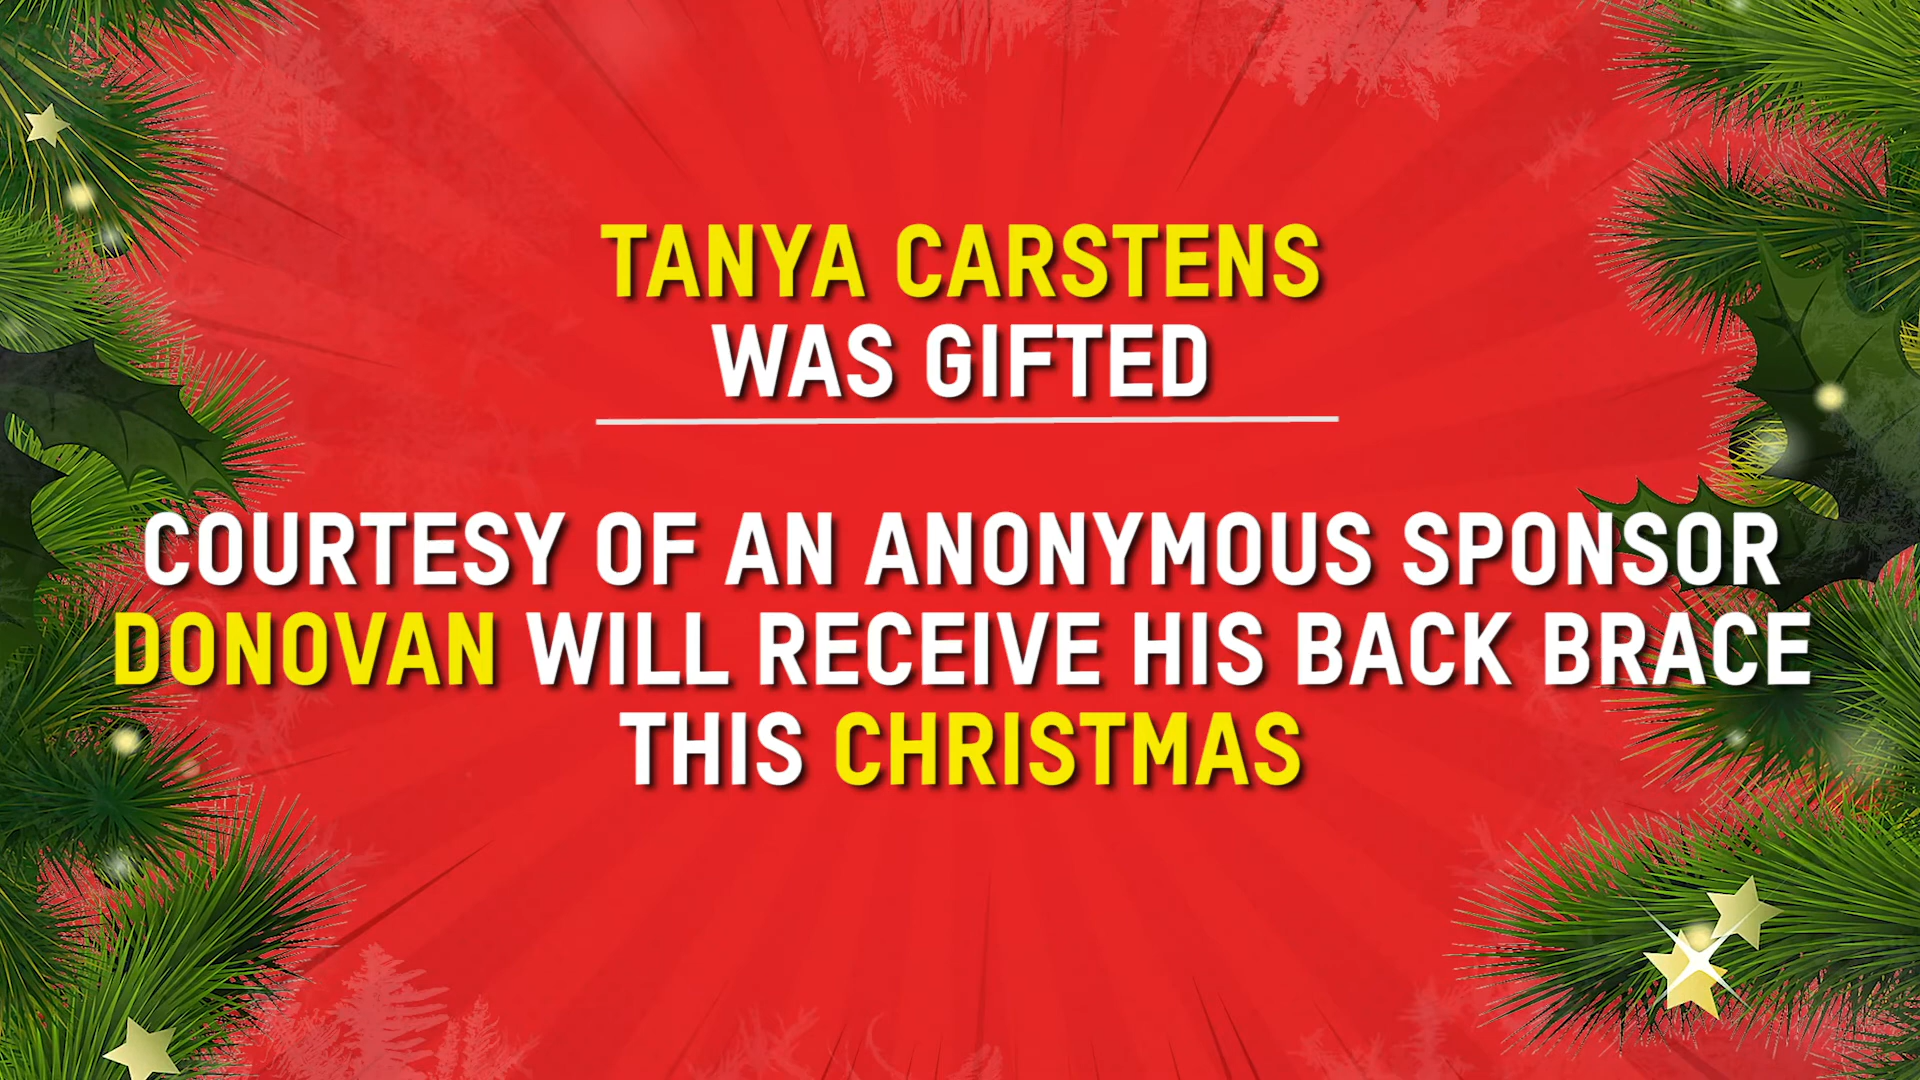 TANYA CARSTENS
WAS GIFTED
COURTESY OF AN ANONYMOUS SPONSOR
DONOVAN WILL RECEIVE HIS BACK BRACE
THIS CHRISTMAS